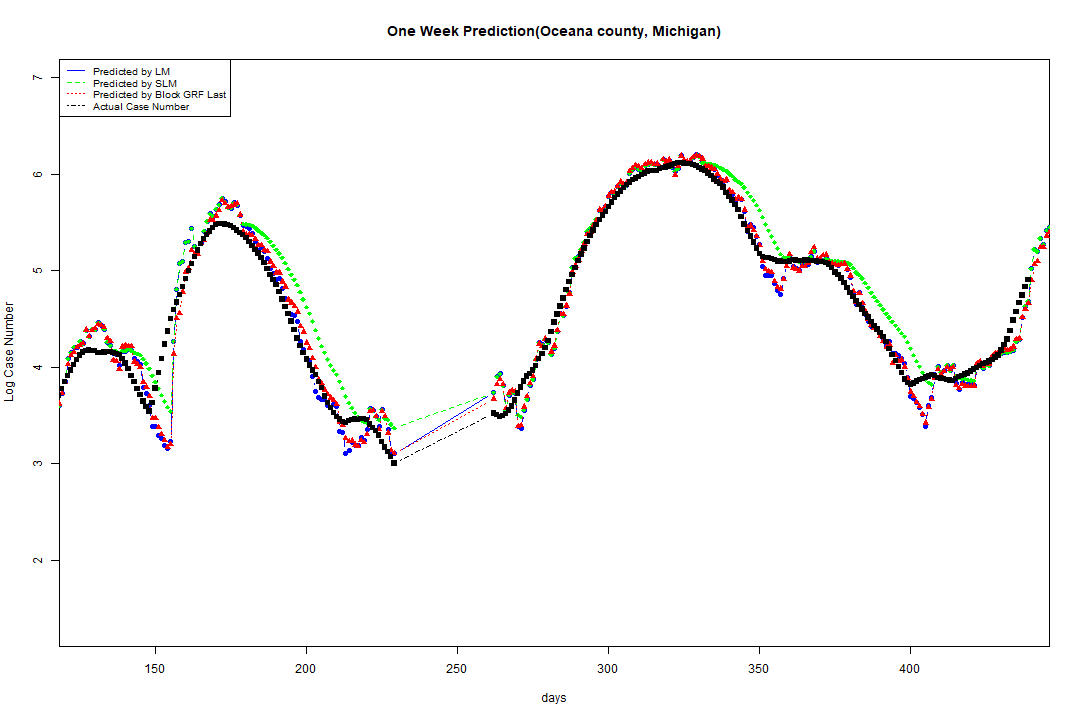 One Week Prediction(Oceana county, Michigan)
Predicted by LM
Predicted by SLM
Predicted by Block GRF Last
Actual Case Number
Log Case Number
7
6
5
4
3
2
150 200 250 300 350 400
days